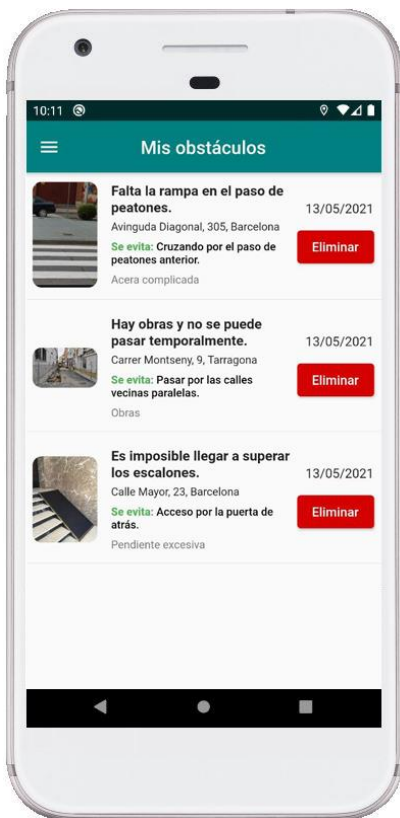 10:11
Mis obstáculos
Falta la rampa en el paso de
peatones.
13/05/2021
Avinguda Diagonal, 305, Barcelona
Se evita: Cruzando por el paso de
peatones anterior.
Eliminar
Acera complicada
Hay obras y no se puede
pasar temporalmente.
13/05/2021
Carrer Montseny, 9, Tarragona
Se evita: Pasar por las calles
vecinas paralelas.
Eliminar
Obras
Es imposible llegar a superar
los escalones.
13/05/2021
Calle Mayor, 23, Barcelona
Se evita: Acceso por la puerta de
atrás.
Eliminar
Pendiente excesiva